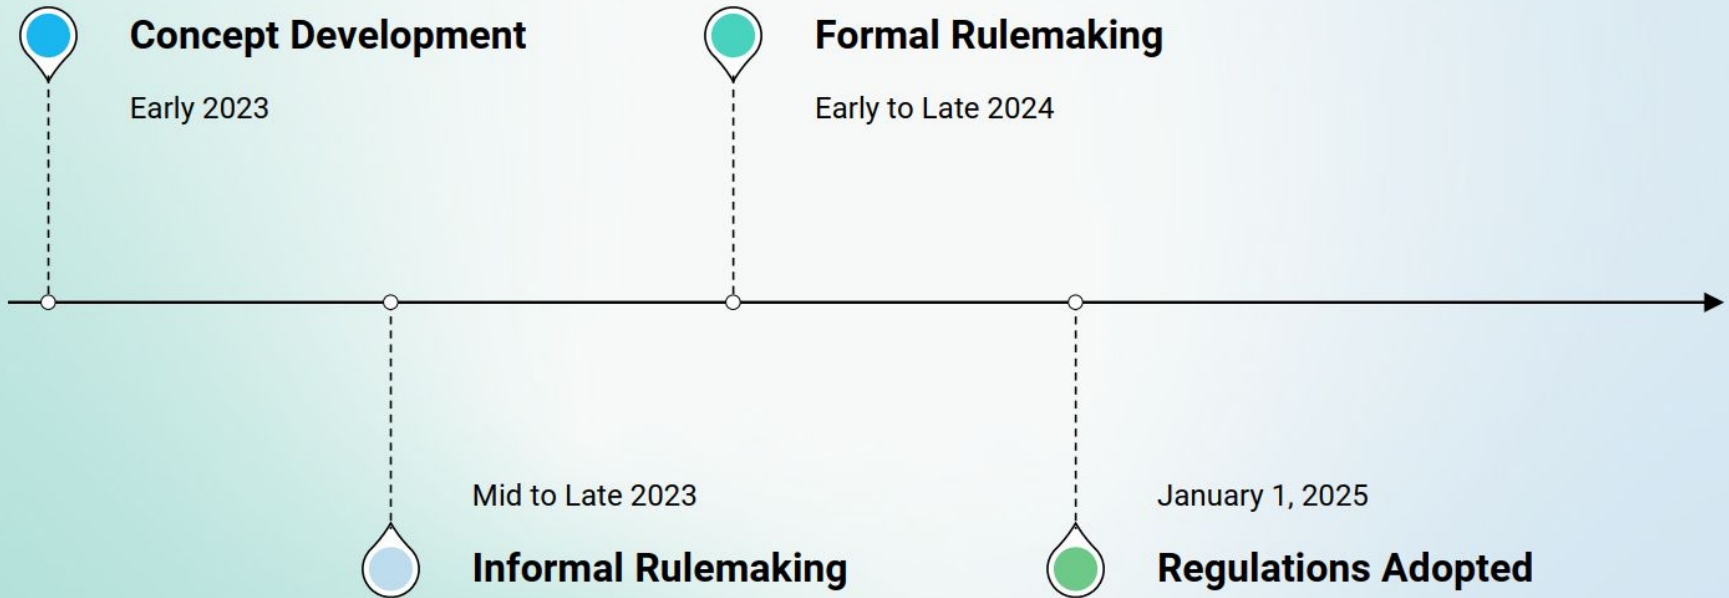 Concept Development
Early 2023
Formal Rulemaking
Early to Late 2024
Mid to Late 2023
Informal Rulemaking
January 1, 2025
Regulations Adopted